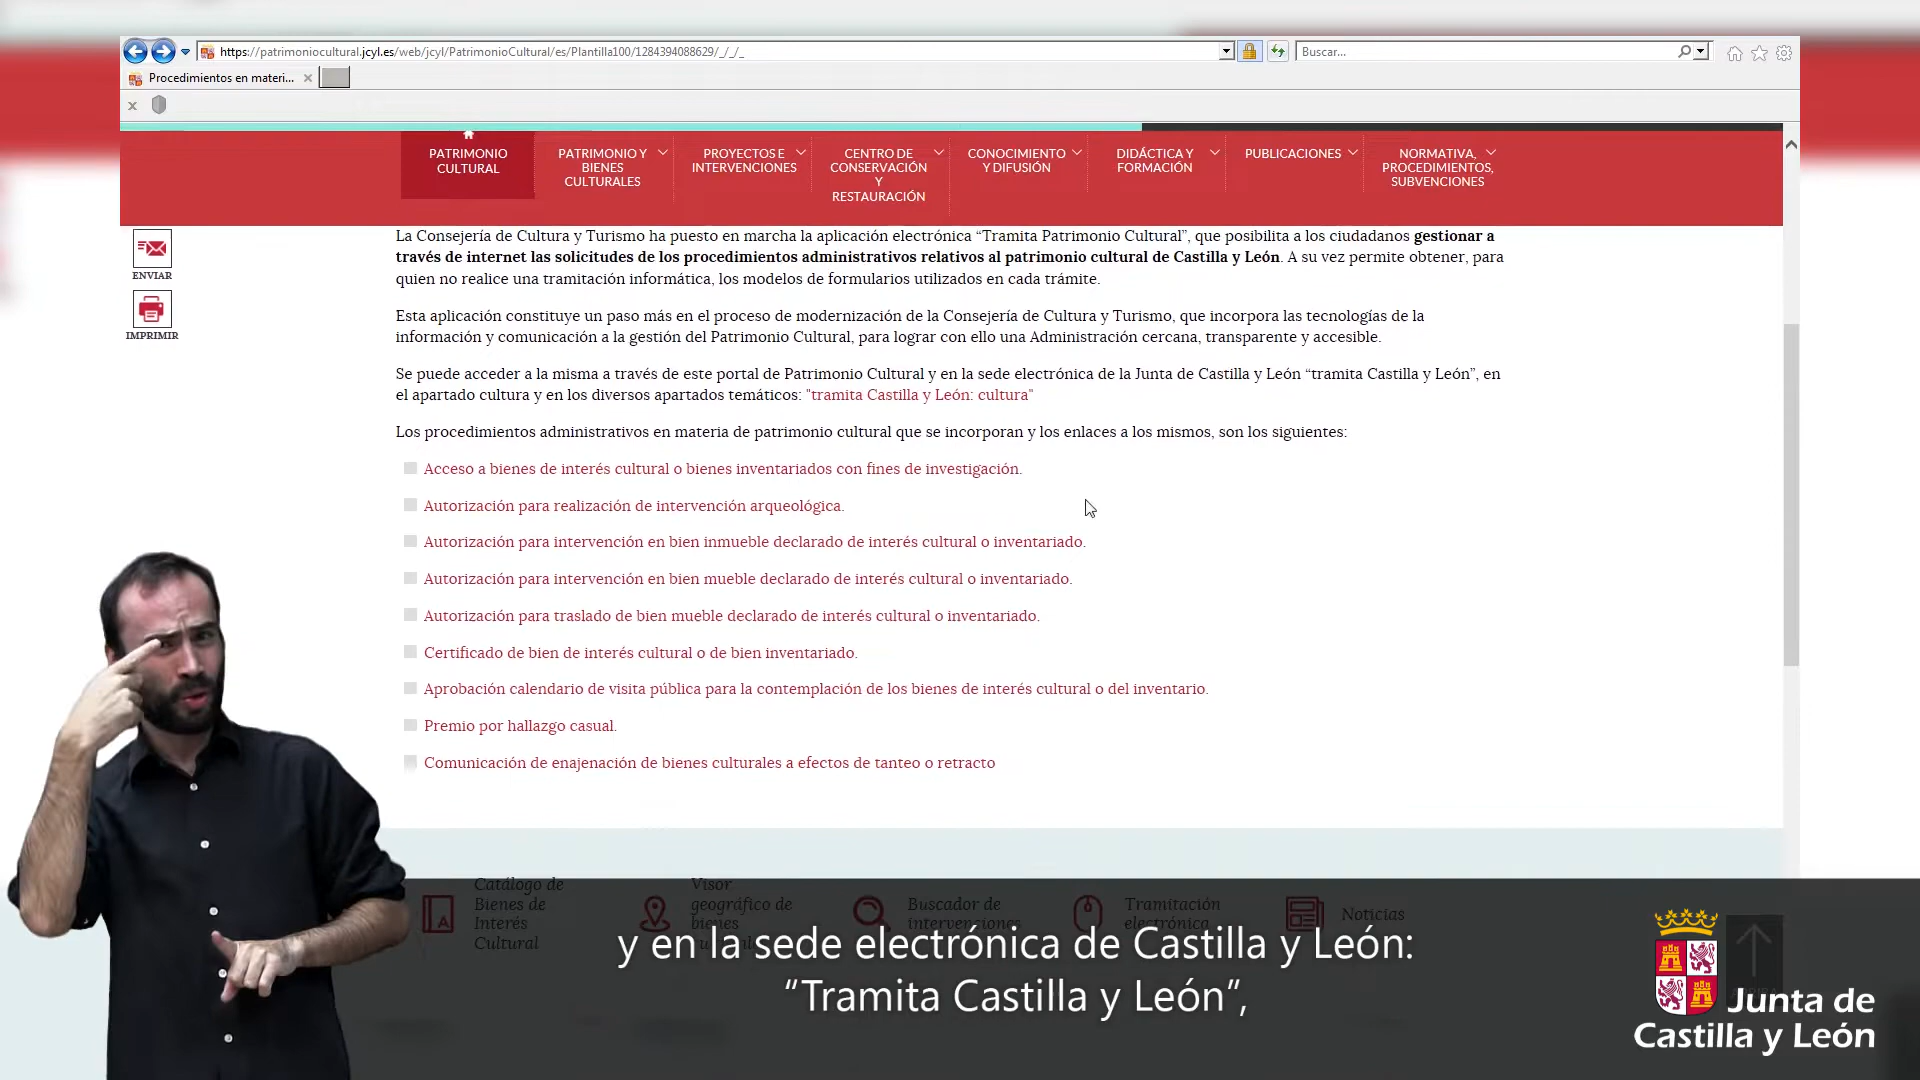 https://patrimoniocultural.jcyl.es/web/jcyl/PatrimonioCultural/es/Plantilla100/1284394088629/_/_/_
Buscar...
Procedimientos en materi...
PATRIMONIO
CULTURAL
PATRIMONIO Y
BIENES
CULTURALES
PROYECTOS E
INTERVENCIONES
CENTRO DE
CONSERVACIÓN
Y
RESTAURACIÓN
CONOCIMIENTO
Y DIFUSIÓN
DIDÁCTICA Y
FORMACIÓN
PUBLICACIONES
NORMATIVA,
PROCEDIMIENTOS,
SUBVENCIONES
ENVIAR
IMPRIMIR
La Consejería de Cultura y Turismo ha puesto en marcha la aplicación electrónica “Tramita Patrimonio Cultural”, que posibilita a los ciudadanos gestionar a
través de internet las solicitudes de los procedimientos administrativos relativos al patrimonio cultural de Castilla y León. A su vez permite obtener, para
quien no realice una tramitación informática, los modelos de formularios utilizados en cada trámite.
Esta aplicación constituye un paso más en el proceso de modernización de la Consejería de Cultura y Turismo, que incorpora las tecnologías de la
información y comunicación a la gestión del Patrimonio Cultural, para lograr con ello una Administración cercana, transparente y accesible.
Se puede acceder a la misma a través de este portal de Patrimonio Cultural y en la sede electrónica de la Junta de Castilla y León “tramita Castilla y León”, en
el apartado cultura y en los diversos apartados temáticos: "tramita Castilla y León: cultura"
Los procedimientos administrativos en materia de patrimonio cultural que se incorporan y los enlaces a los mismos, son los siguientes:
Acceso a bienes de interés cultural o bienes inventariados con fines de investigación.
Autorización para realización de intervención arqueológica.
Autorización para intervención en bien inmueble declarado de interés cultural o inventariado.
Autorización para intervención en bien mueble declarado de interés cultural o inventariado.
Autorización para traslado de bien mueble declarado de interés cultural o inventariado.
Certificado de bien de interés cultural o de bien inventariado.
Aprobación calendario de visita pública para la contemplación de los bienes de interés cultural o del inventario.
Premio por hallazgo casual.
Comunicación de enajenación de bienes culturales a efectos de tanteo o retracto
Catálogo de
Bienes de
Interés
Cultural
Visor
geográfico de
bienes
Buscador de
intervenciones
Tramitación
electrónica
Noticias
y en la sede electrónica de Castilla y León:
“Tramita Castilla y León”,
Junta de
Castilla y León